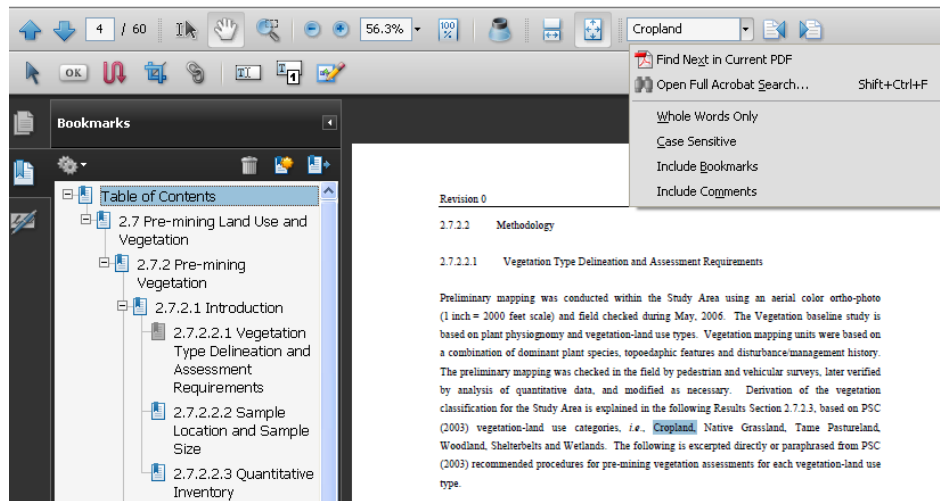 4 / 60 56.3% 100 % Cropland
Find Next in Current PDF
Open Full Acrobat Search... Shift+Ctrl+F
Whole Words Only
Case Sensitive
Include Bookmarks
Include Comments
OK T 1
Bookmarks
Table of Contents
2.7 Pre-mining Land Use and
Vegetation
2.7.2 Pre-mining
Vegetation
2.7.2.1 Introduction
2.7.2.2.1 Vegetation
Type Delineation and
Assessment
Requirements
2.7.2.2.2 Sample
Location and Sample
Size
2.7.2.2.3 Quantitative
Inventory
Revision 0
2.7.2.2 Methodology
2.7.2.2.1 Vegetation Type Delineation and Assessment Requirements
Preliminary mapping was conducted within the Study Area using an aerial color ortho-photo
(1 inch = 2000 feet scale) and field checked during May, 2006. The Vegetation baseline study is
based on plant physiognomy and vegetation-land use types. Vegetation mapping units were based on
a combination of dominant plant species, topoedaphic features and disturbance/management history.
The preliminary mapping was checked in the field by pedestrian and vehicular surveys, later verified
by analysis of quantitative data, and modified as necessary. Derivation of the vegetation
classification for the Study Area is explained in the following Results Section 2.7.2.3, based on PSC
(2003) vegetation-land use categories, i.e., Cropland, Native Grassland, Tame Pastureland,
Woodland, Shelterbelts and Wetlands. The following is excerpted directly or paraphrased from PSC
(2003) recommended procedures for pre-mining vegetation assessments for each vegetation-land use
type.